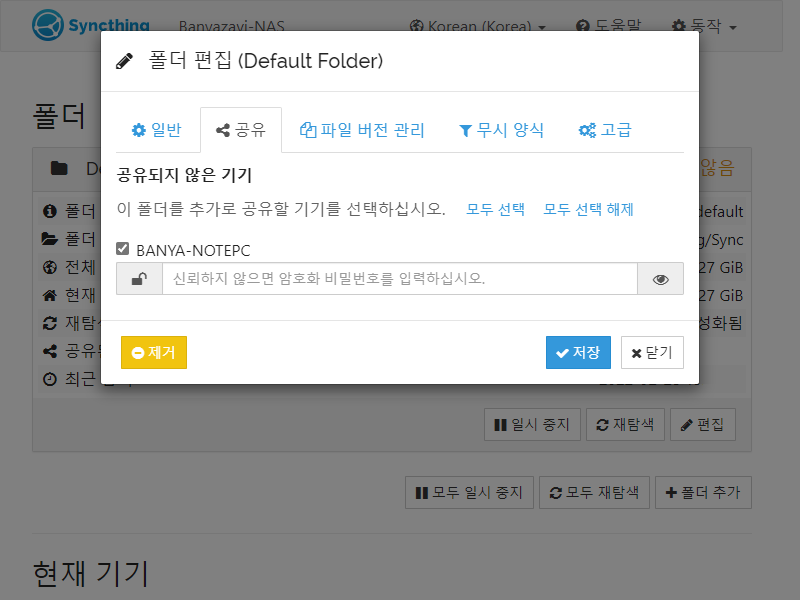 Syncthing Banyazavi-NAS Korean (Korea) 도움말 동작
폴더 편집 (Default Folder)
폴더
일반 공유 파일 버전 관리 무시 양식 고급
않음
공유되지 않은 기기
이 폴더를 추가로 공유할 기기를 선택하십시오. 모두 선택 모두 선택 해제
폴더 default
폴더 g/Sync
BANYA-NOTEPC
전체 27 GiB
신뢰하지 않으면 암호화 비밀번호를 입력하십시오.
현재 27 GiB
재탐 성화됨
공유
제거 저장 닫기
최근
일시 중지 재탐색 편집
모두 일시 중지 모두 재탐색 폴더 추가
현재 기기